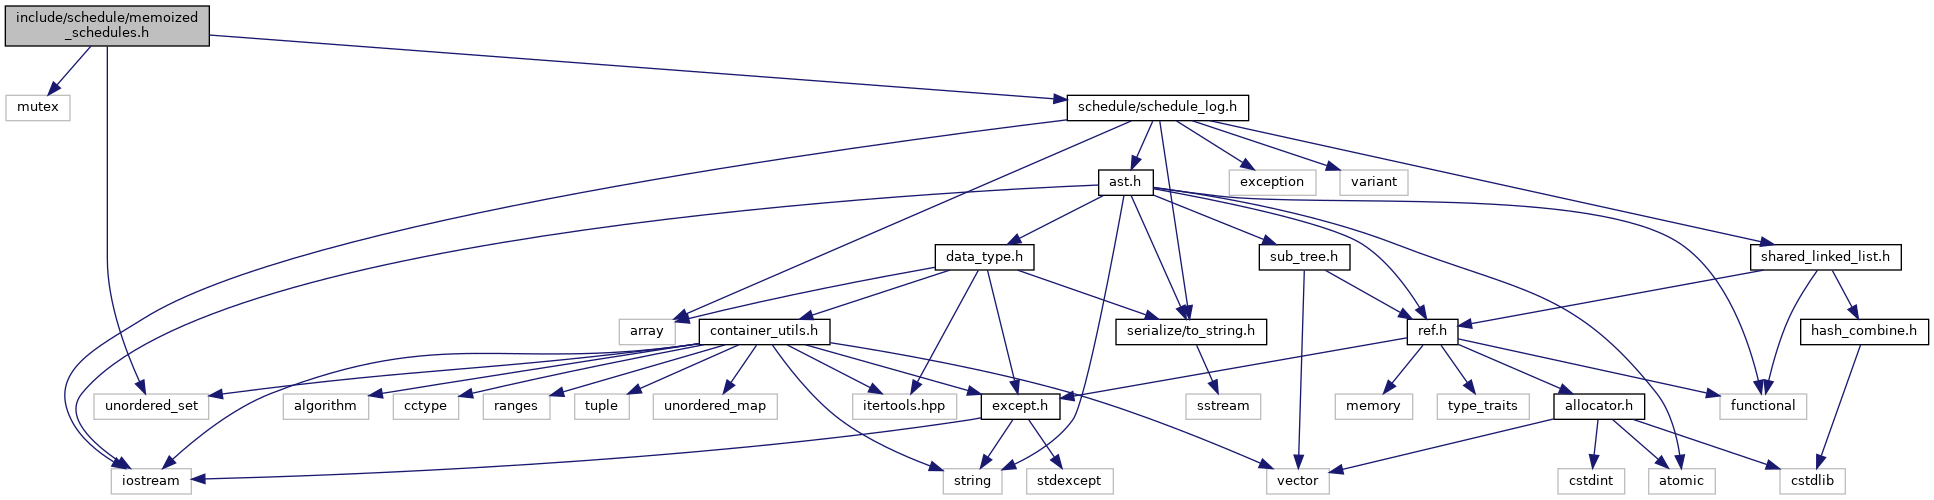 include/schedule/memoized
_schedules.h
mutex
schedule/schedule_log.h
ast.h
exception
variant
data_type.h
sub_tree.h
shared_linked_list.h
array
container_utils.h
serialize/to_string.h
ref.h
hash_combine.h
unordered_set
algorithm
cctype
ranges
tuple
unordered_map
itertools.hpp
except.h
sstream
memory
type_traits
allocator.h
functional
iostream
string
stdexcept
vector
cstdint
atomic
cstdlib